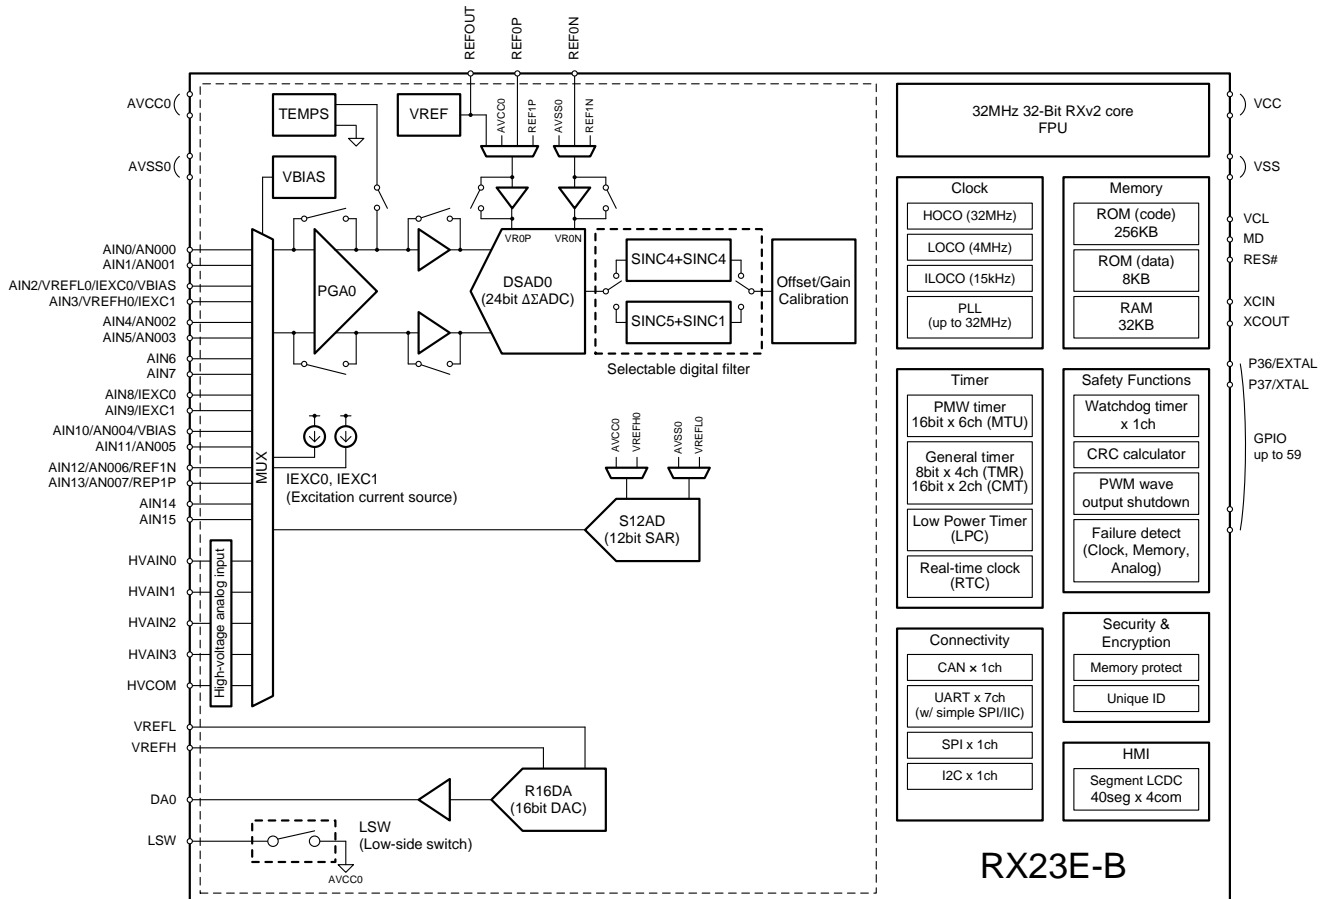 REFOUT
REF0P
REF0N
AVCC0
AVSS0
AIN0/AN000
AIN1/AN001
AIN2/VREFL0/IEXC0/VBIAS
AIN3/VREFH0/IEXC1
AIN4/AN002
AIN5/AN003
AIN6
AIN7
AIN8/IEXC0
AIN9/IEXC1
AIN10/AN004/VBIAS
AIN11/AN005
AIN12/AN006/REF1N
AIN13/AN007/REP1P
AIN14
AIN15
HVAIN0
HVAIN1
HVAIN2
HVAIN3
HVCOM
VREFL
VREFH
DA0
LSW
TEMPS
VBIAS
VREF
AVCC0
REF1P
AVSS0
REF1N
MUX
High-voltage analog input
PGA0
VR0P
VR0N
DSAD0
(24bit ΔΣADC)
SINC4+SINC4
SINC5+SINC1
Selectable digital filter
Offset/Gain
Calibration
IEXC0, IEXC1
(Excitation current source)
AVCC0
VREFH0
AVSS0
VREFL0
S12AD
(12bit SAR)
R16DA
(16bit DAC)
LSW
(Low-side switch)
AVCC0
32MHz 32-Bit RXv2 core
FPU
Clock
HOCO (32MHz)
LOCO (4MHz)
ILOCO (15kHz)
PLL
(up to 32MHz)
Memory
ROM (code)
256KB
ROM (data)
8KB
RAM
32KB
Timer
PMW timer
16bit x 6ch (MTU)
General timer
8bit x 4ch (TMR)
16bit x 2ch (CMT)
Low Power Timer
(LPC)
Real-time clock
(RTC)
Safety Functions
Watchdog timer
x 1ch
CRC calculator
PWM wave
output shutdown
Failure detect
(Clock, Memory,
Analog)
Connectivity
CAN × 1ch
UART x 7ch
(w/ simple SPI/IIC)
SPI x 1ch
I2C x 1ch
Security &
Encryption
Memory protect
Unique ID
HMI
Segment LCDC
40seg x 4com
RX23E-B
VCC
VSS
VCL
MD
RES#
XCIN
XCOUT
P36/EXTAL
P37/XTAL
GPIO
up to 59